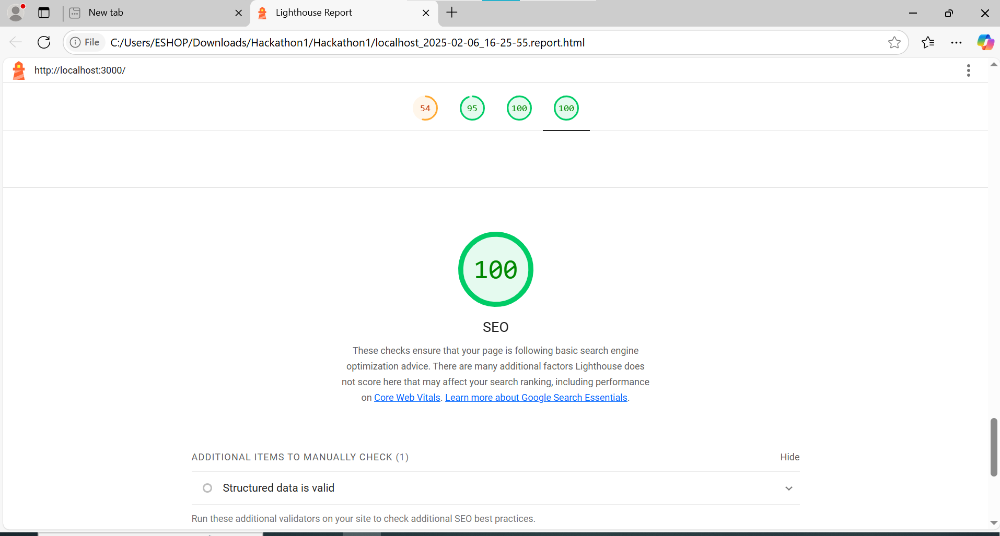 New tab
Lighthouse Report
File
C:/Users/ESHOP/Downloads/Hackathon1/Hackathon1/localhost_2025-02-06_16-25-55.report.html
http://localhost:3000/
54
95
100
100
100
SEO
These checks ensure that your page is following basic search engine
optimization advice. There are many additional factors Lighthouse does
not score here that may affect your search ranking, including performance
on Core Web Vitals. Learn more about Google Search Essentials.
ADDITIONAL ITEMS TO MANUALLY CHECK (1)
Hide
Structured data is valid
Run these additional validators on your site to check additional SEO best practices.